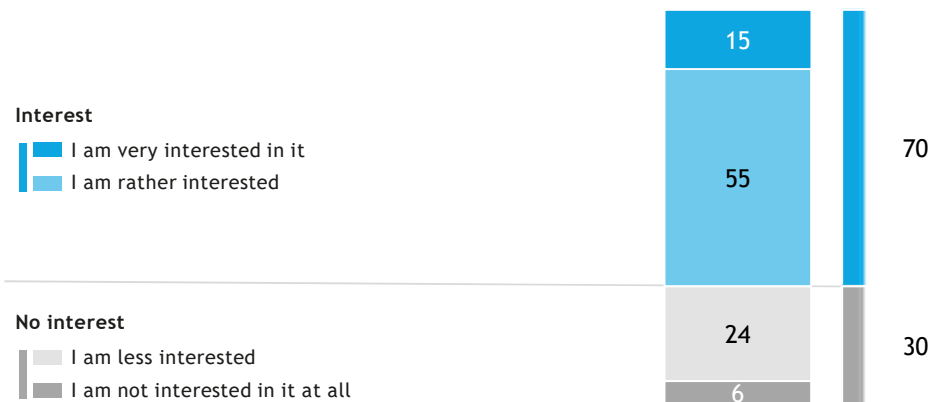 15
Interest
I am very interested in it
70
I am rather interested
55
No interest
24
30
I am less interested
I am not interested in it at all
6